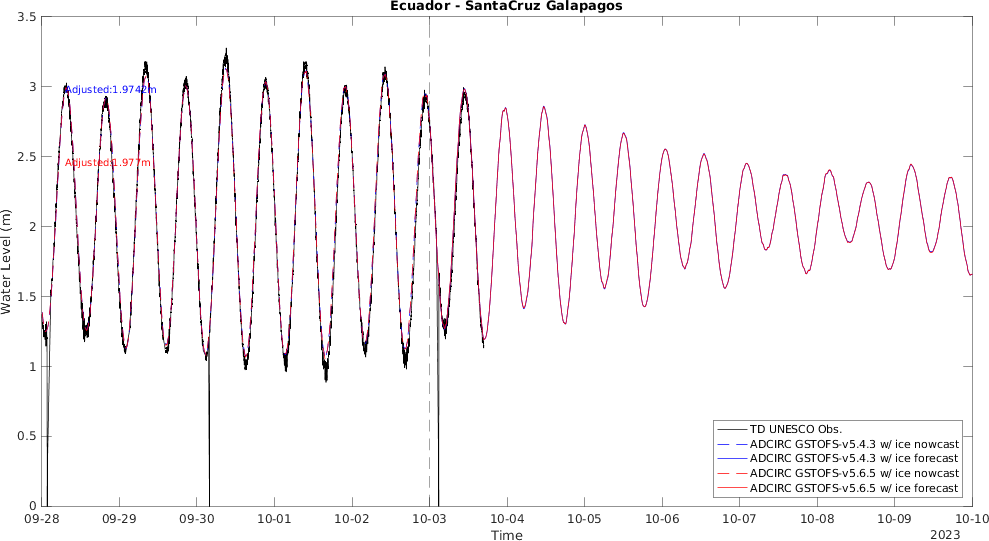 Ecuador - SantaCruz Galapagos
3.5
3
2.5
2
1.5
1
0.5
0
Water Level (m)
Adjusted:1.9742m
Adjusted:1.977m
TD UNESCO Obs.
ADCIRC GSTOFS-v5.4.3 w/ ice nowcast
ADCIRC GSTOFS-v5.4.3 w/ ice forecast
ADCIRC GSTOFS-v5.6.5 w/ ice nowcast
ADCIRC GSTOFS-v5.6.5 w/ ice forecast
09-28 09-29 09-30 10-01 10-02 10-03 10-04 10-05 10-06 10-07 10-08 10-09 10-10
Time
2023